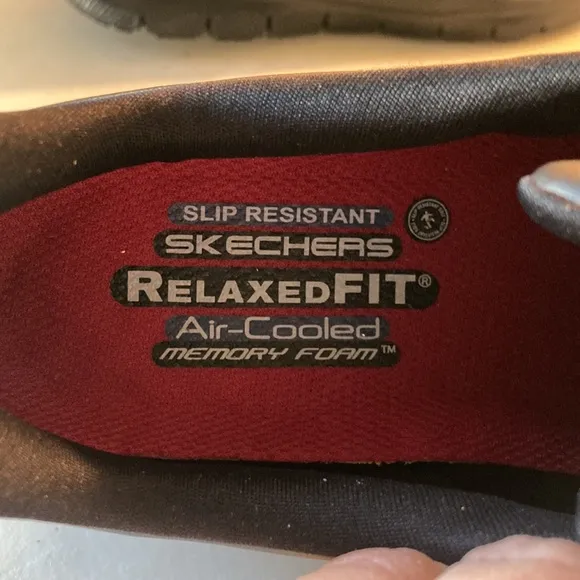 SLIP RESISTANT
SKECHERS
RELAXEDFIT®
Air-Cooled
MEMORY FOAM™